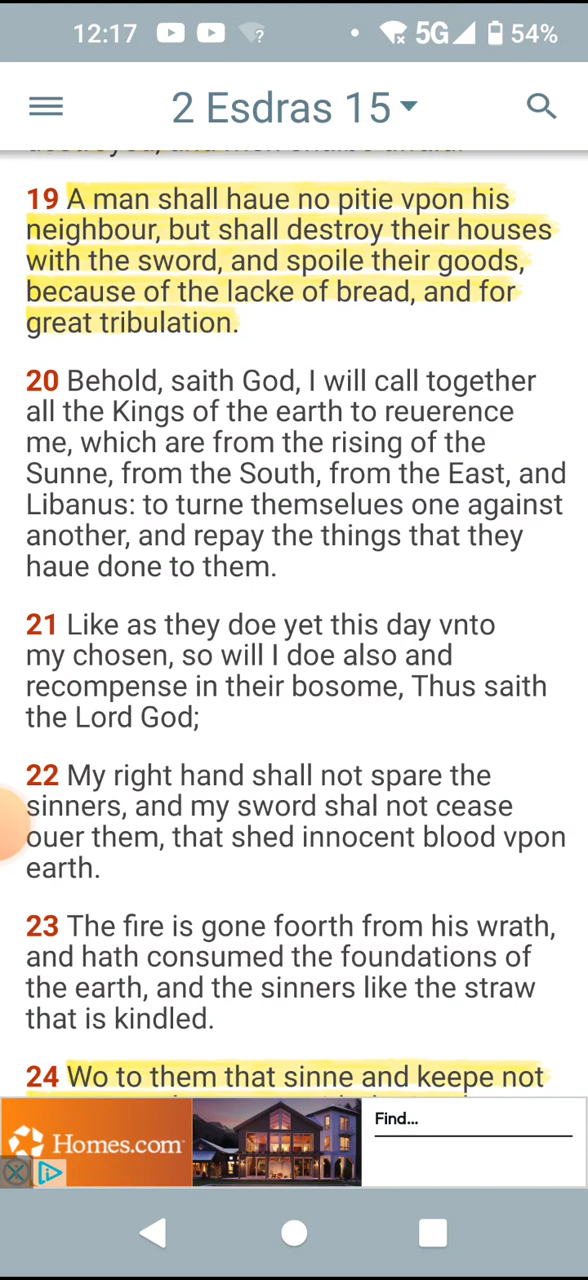 12:17
5G
54%
2 Esdras 15
19 A man shall haue no pitie vpon his
neighbour, but shall destroy their houses
with the sword, and spoile their goods,
because of the lacke of bread, and for
great tribulation.
20 Behold, saith God, I will call together
all the Kings of the earth to reuerence
me, which are from the rising of the
Sunne, from the South, from the East, and
Libanus: to turne themselues one against
another, and repay the things that they
haue done to them.
21 Like as they doe yet this day vnto
my chosen, so will I doe also and
recompense in their bosome, Thus saith
the Lord God;
22 My right hand shall not spare the
sinners, and my sword shal not cease
ouer them, that shed innocent blood vpon
earth.
23 The fire is gone foorth from his wrath,
and hath consumed the foundations of
the earth, and the sinners like the straw
that is kindled.
24 Wo to them that sinne and keepe not
Homes.com
Find...